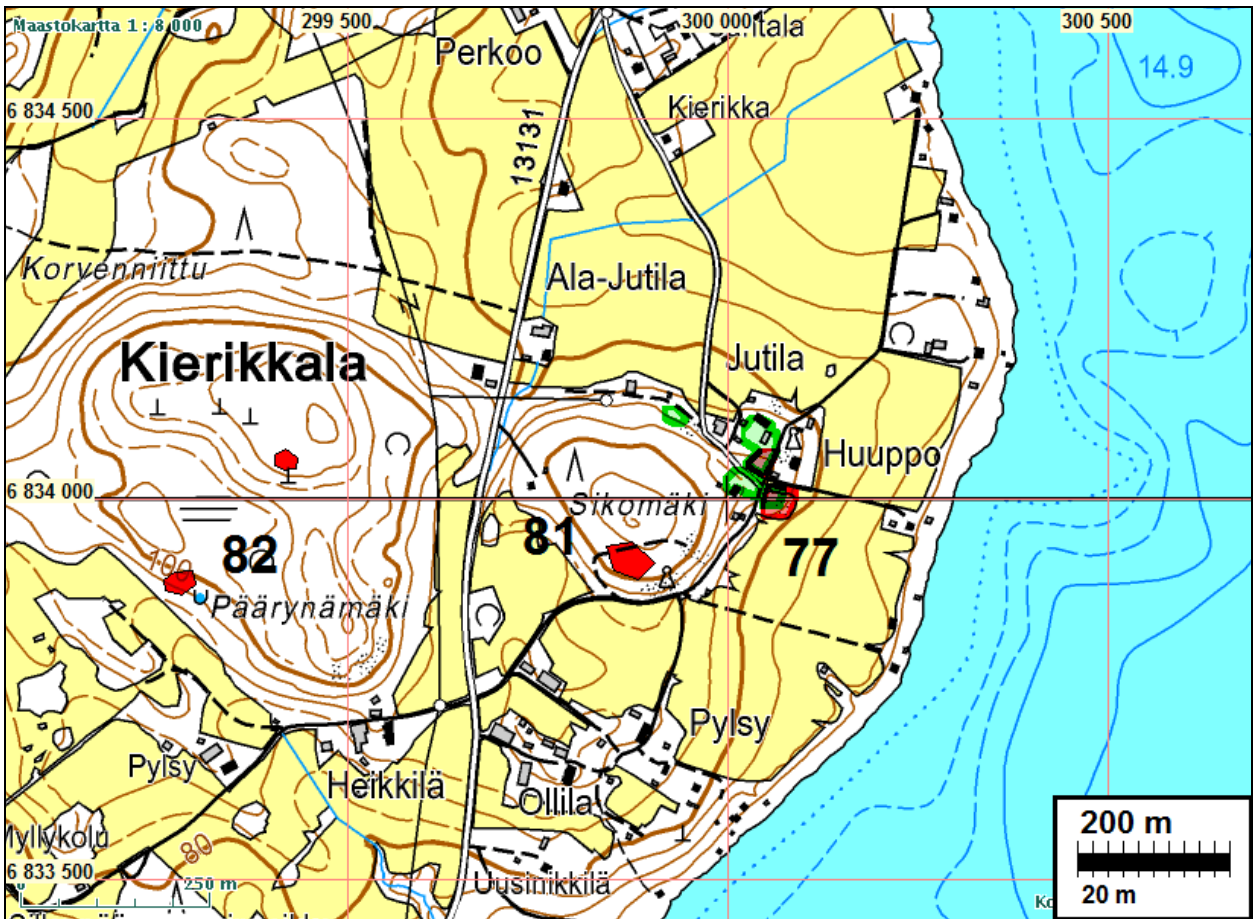 Maastokartta 1 : 8 000
299 500
300 000
300 500
Perkoo
14.9
6 834 500
Kierikka
13131
Korvenniittu
Ala-Jutila
Kierikkala
Jutila
Huuppo
6 834 000
Sikomäki
82
81
77
100
Päärynämäki
Pylsy
Pylsy
Heikkilä
Ollila
Myllykolu
80
6 833 500
Uusinikkilä
0
250 m
200 m
20 m